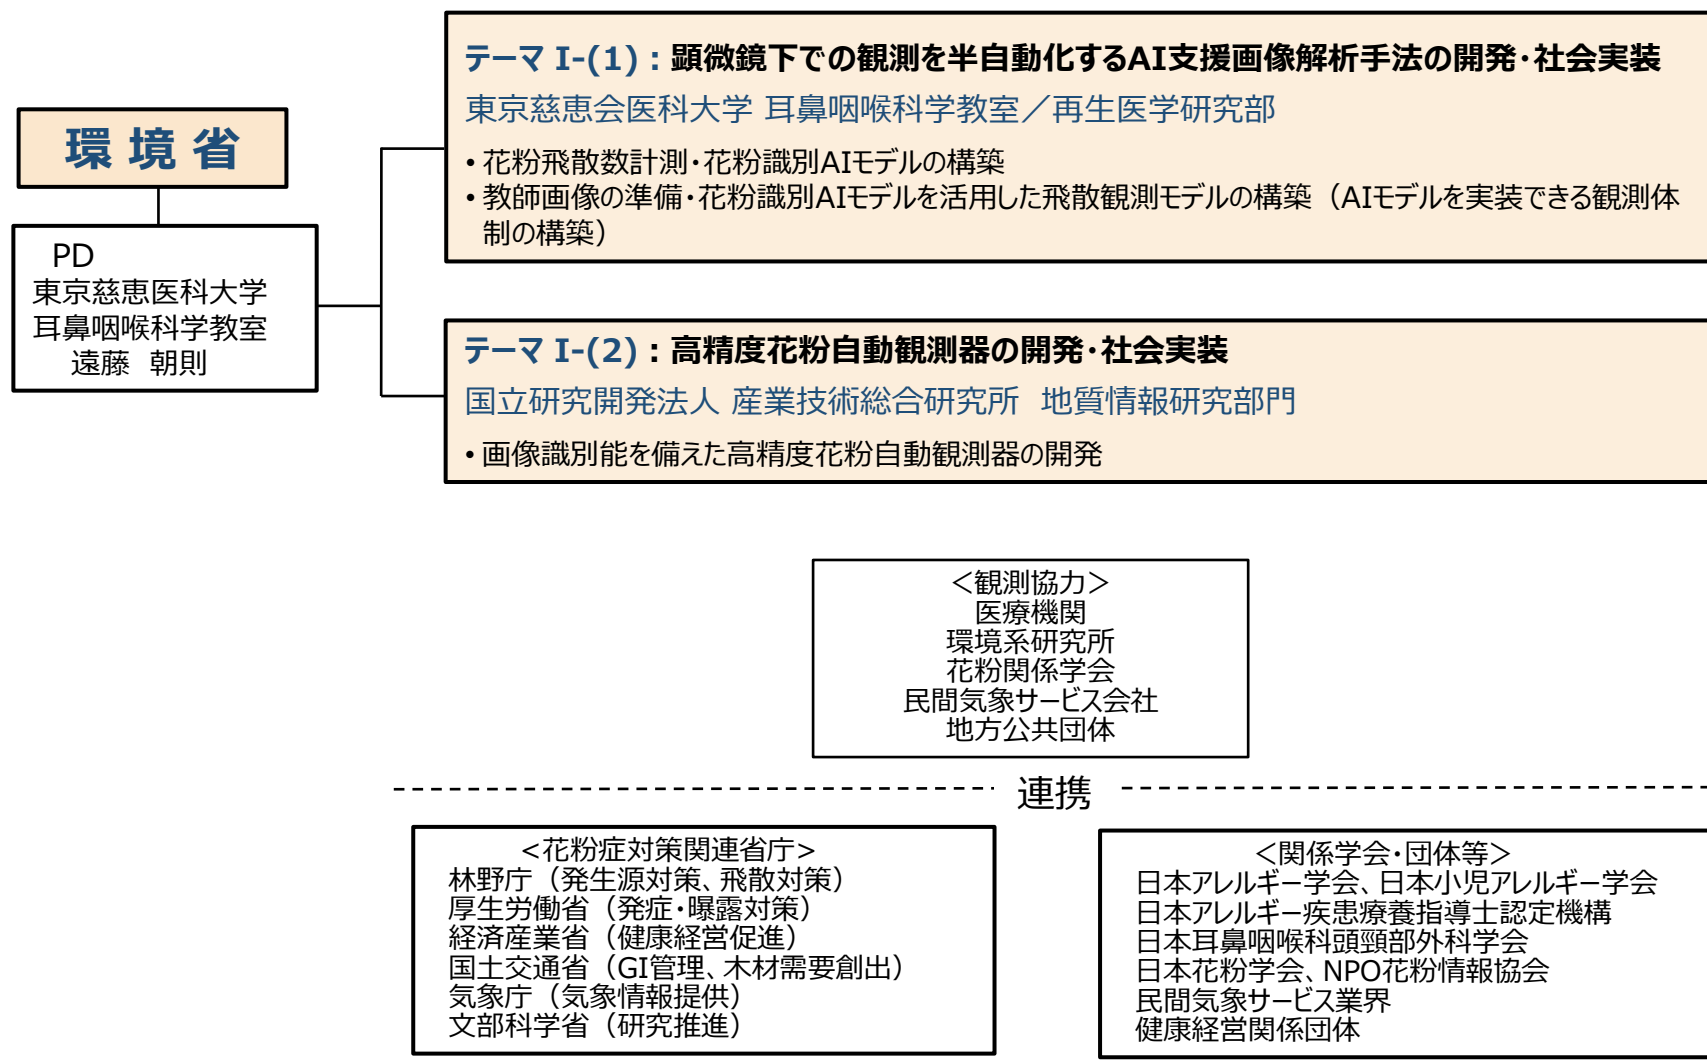 環 境 省
PD
東京慈恵医科大学
耳鼻咽喉科学教室
遠藤 朝則
テーマ I-(1)：顕微鏡下での観測を半自動化するAI支援画像解析手法の開発・社会実装
東京慈恵会医科大学 耳鼻咽喉科学教室／再生医学研究部
• 花粉飛散数計測・花粉識別AIモデルの構築
• 教師画像の準備・花粉識別AIモデルを活用した飛散観測モデルの構築（AIモデルを実装できる観測体
制の構築）
テーマ I-(2)：高精度花粉自動観測器の開発・社会実装
国立研究開発法人 産業技術総合研究所 地質情報研究部門
• 画像識別能を備えた高精度花粉自動観測器の開発
＜観測協力＞
医療機関
環境系研究所
花粉関係学会
民間気象サービス会社
地方公共団体
連携
<花粉症対策関連省庁>
林野庁（発生源対策、飛散対策）
厚生労働省（発症・曝露対策）
経済産業省（健康経営促進）
国土交通省（GI管理、木材需要創出）
気象庁（気象情報提供）
文部科学省（研究推進）
＜関係学会・団体等＞
日本アレルギー学会、日本小児アレルギー学会
日本アレルギー疾患療養指導士認定機構
日本耳鼻咽喉科頭頸部外科学会
日本花粉学会、NPO花粉情報協会
民間気象サービス業界
健康経営関係団体